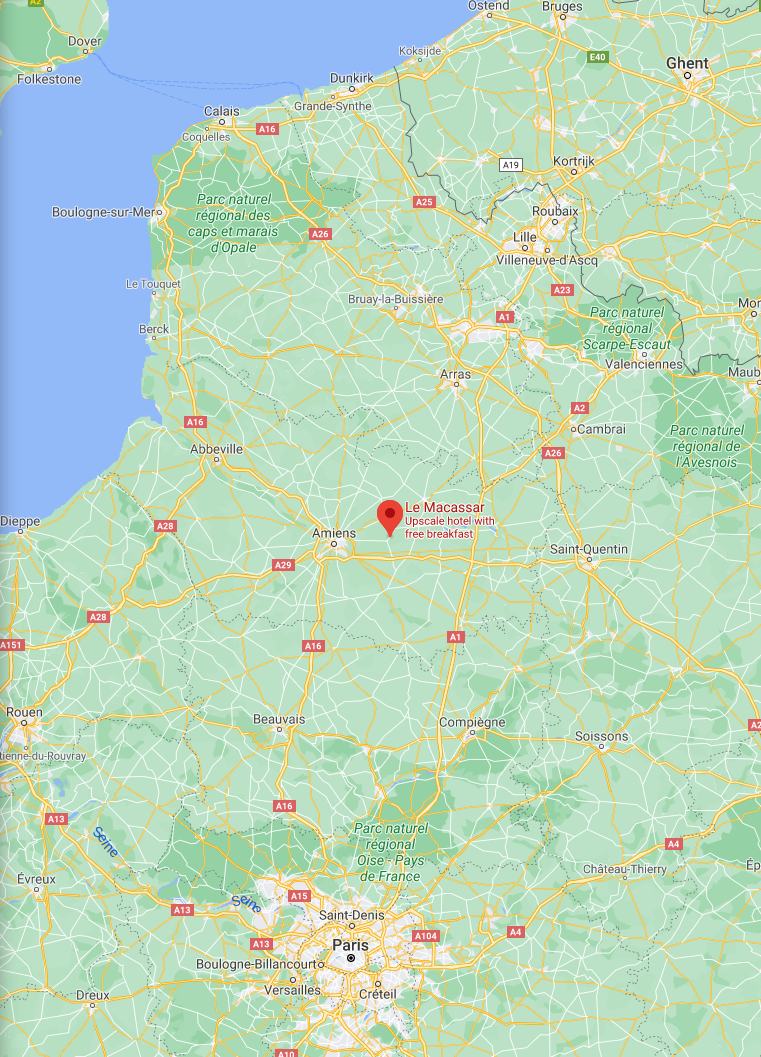 A2
Ostend
Bruges
Dover
Koksijde
E40
Ghent
Folkestone
Dunkirk
Grande-Synthe
Calais
A16
Coquelles
A19
Kortrijk
Parc naturel
régional des
caps et marais
d'Opale
A25
Boulogne-sur-Mer
Roubaix
A26
Lille
Villeneuve-d'Ascq
Le Touquet
A23
Bruay-la-Buissière
Mor
A1
Parc naturel
régional
Scarpe-Escaut
Berck
Valenciennes
Arras
Maub
A2
A16
Cambrai
Parc naturel
régional de
l'Avesnois
Abbeville
A26
Le Macassar
Upscale hotel with
free breakfast
Dieppe
A28
Amiens
Saint-Quentin
A29
A28
A151
A16
A1
Rouen
Beauvais
Compiègne
A2
Soissons
tienne-du-Rouvray
A16
A13
Seine
Parc naturel
régional
Oise - Pays
de France
A4
Évreux
Château-Thierry
Ép
A15
Seine
A13
Saint-Denis
A13
Paris
A104
A4
Boulogne-Billancourt
Versailles
Créteil
Dreux
A10